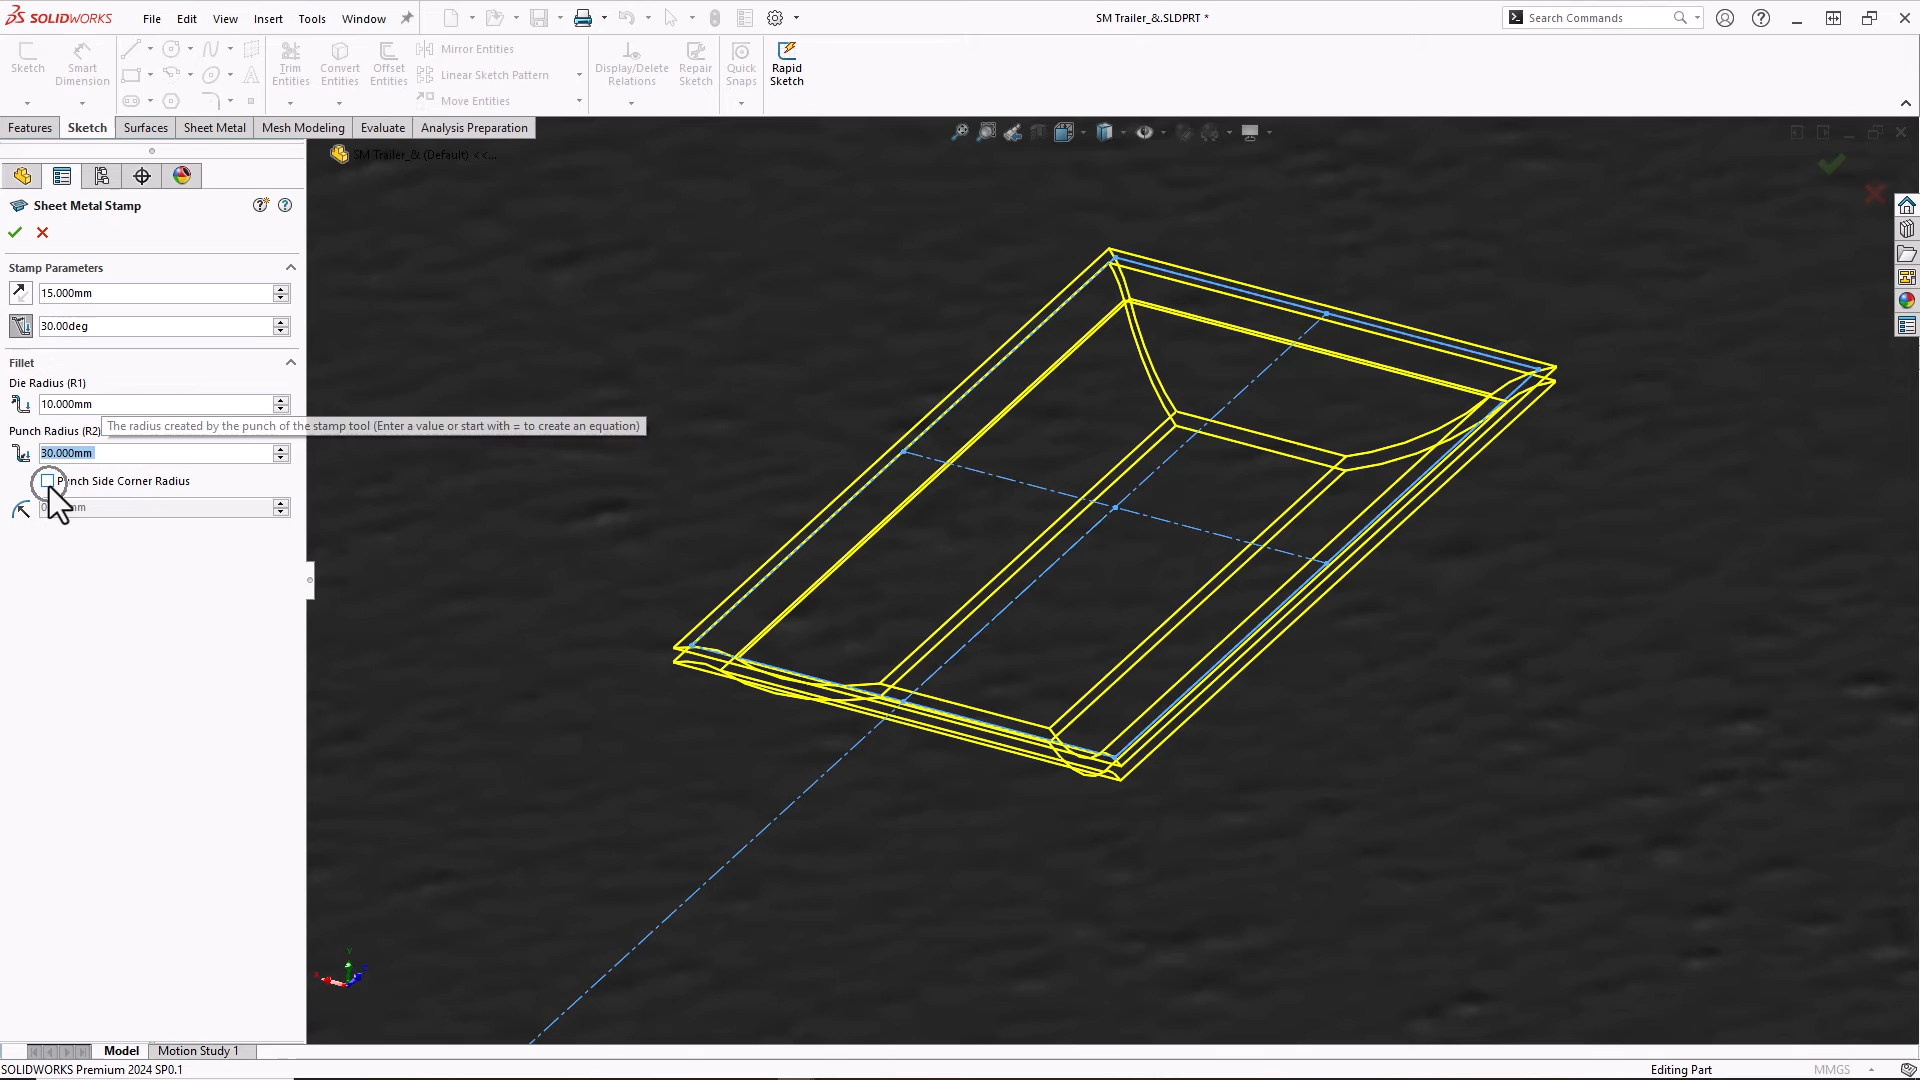 SOLIDWORKS
File Edit View Insert Tools Window
SM Trailer_&.SLDPRT *
Search Commands
Sketch
Smart Dimension
Trim Entities
Convert Entities
Offset Entities
Mirror Entities
Linear Sketch Pattern
Move Entities
Display/Delete Relations
Repair Sketch
Quick Snaps
Rapid Sketch
Features Sketch Surfaces Sheet Metal Mesh Modeling Evaluate Analysis Preparation
SM Trailer_& (Default) <<...
Sheet Metal Stamp
Stamp Parameters
15.000mm
30.00deg
Fillet
Die Radius (R1)
10.000mm
Punch Radius (R2)
The radius created by the punch of the stamp tool (Enter a value or start with = to create an equation)
30.000mm
Punch Side Corner Radius
Model Motion Study 1
SOLIDWORKS Premium 2024 SP0.1
Editing Part
MMGS